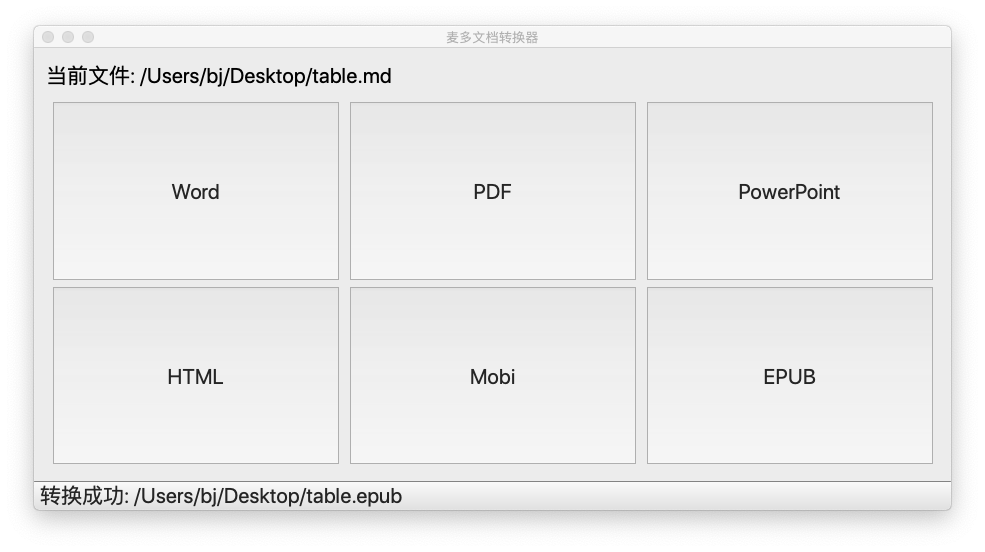 麦多文档转换器
当前文件: /Users/bj/Desktop/table.md
Word
PDF
PowerPoint
HTML
Mobi
EPUB
转换成功: /Users/bj/Desktop/table.epub